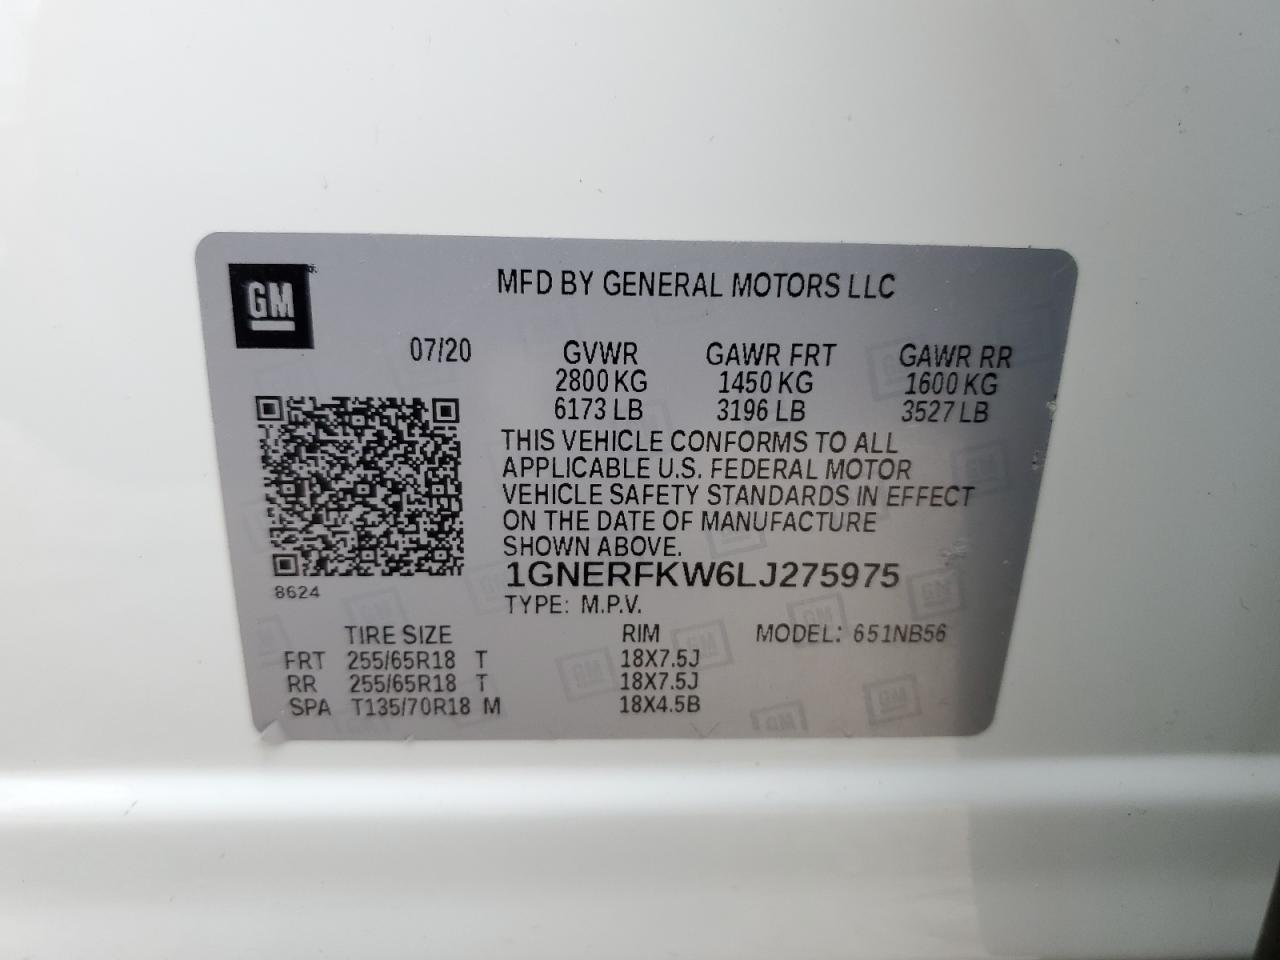 GM
MFD BY GENERAL MOTORS LLC
07/20 GVWR GAWR FRT GAWR RR
2800 KG 1450 KG 1600 KG
6173 LB 3196 LB 3527 LB
THIS VEHICLE CONFORMS TO ALL
APPLICABLE U.S. FEDERAL MOTOR
VEHICLE SAFETY STANDARDS IN EFFECT
ON THE DATE OF MANUFACTURE
SHOWN ABOVE.
1GNERFKW6LJ275975
8624
TYPE: M.P.V.
TIRE SIZE RIM MODEL: 651NB56
FRT 255/65R18 T 18X7.5J
RR 255/65R18 T 18X7.5J
SPA T135/70R18 M 18X4.5B